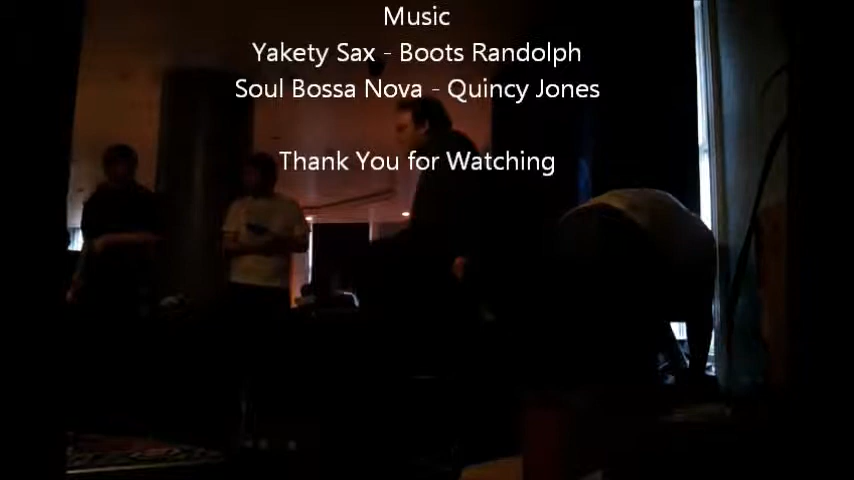 Music
Yakety Sax - Boots Randolph
Soul Bossa Nova - Quincy Jones
Thank You for Watching